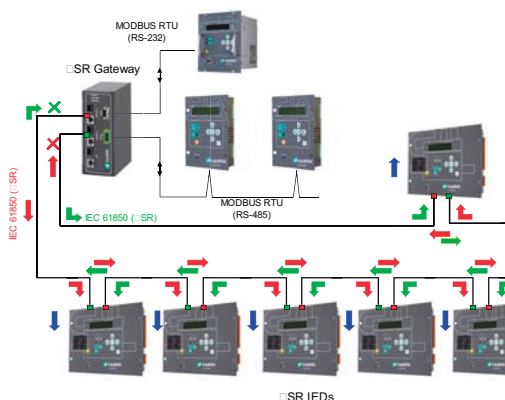 MODBUS RTU
(RS-232)
□SR Gateway
MODBUS RTU
(RS-485)
IEC 61850 (□SR)
IEC 61850 (□SR)
□SR IEDs